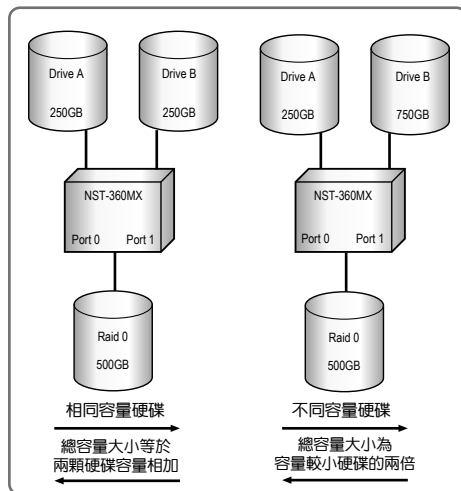 Drive A
250GB
Drive B
250GB
NST-360MX
Port 0 Port 1
Raid 0
500GB
相同容量硬碟
總容量大小等於
兩顆硬碟容量相加
Drive A
250GB
Drive B
750GB
NST-360MX
Port 0 Port 1
Raid 0
500GB
不同容量硬碟
總容量大小為
容量較小硬碟的兩倍